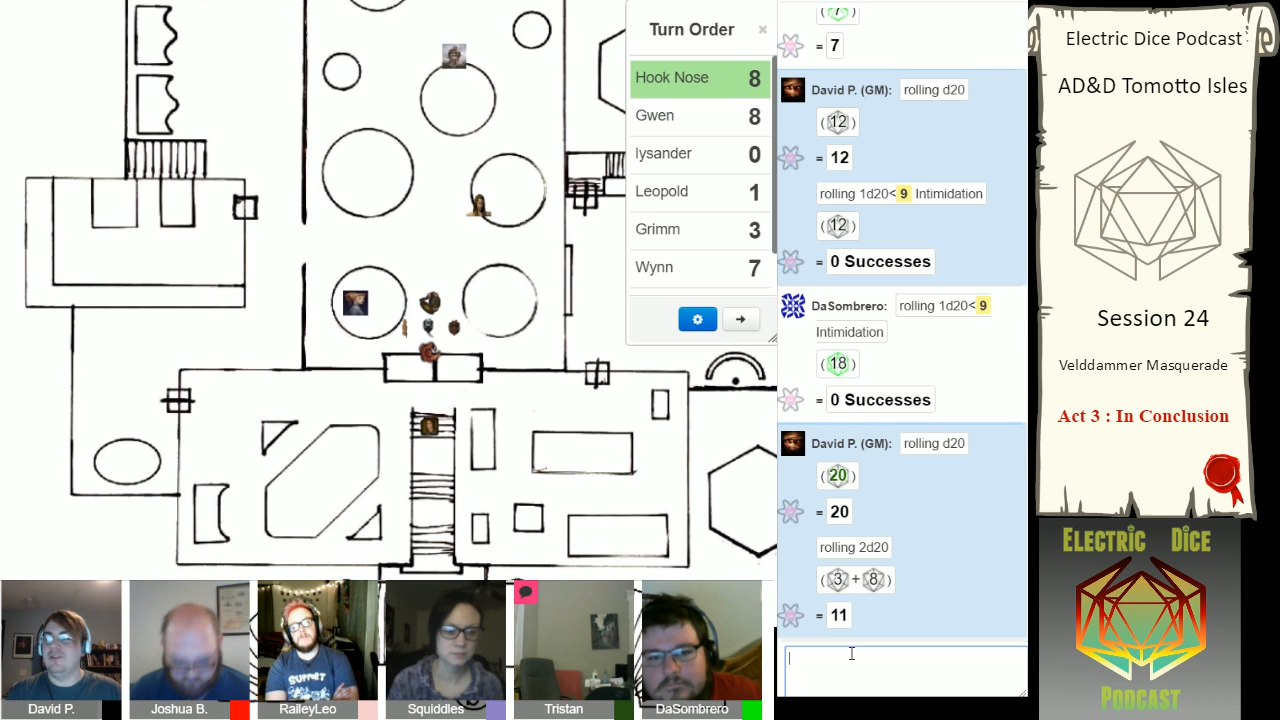 Turn Order
Hook Nose 8
Gwen 8
lysander 0
Leopold 1
Grimm 3
Wynn 7
(7)
= 7
David P. (GM): rolling d20
(12)
= 12
rolling 1d20<9 Intimidation
(12)
= 0 Successes
DaSombrero: rolling 1d20<9
Intimidation
(18)
= 0 Successes
David P. (GM): rolling d20
(20)
= 20
rolling 2d20
(3+8)
= 11
Electric Dice Podcast
AD&D Tomotto Isles
Session 24
Velddammer Masquerade
Act 3 : In Conclusion
Electric Dice
Podcast
SUPPORT
David P.
Joshua B.
RaileyLeo
Squiddles
Tristan
DaSombrero